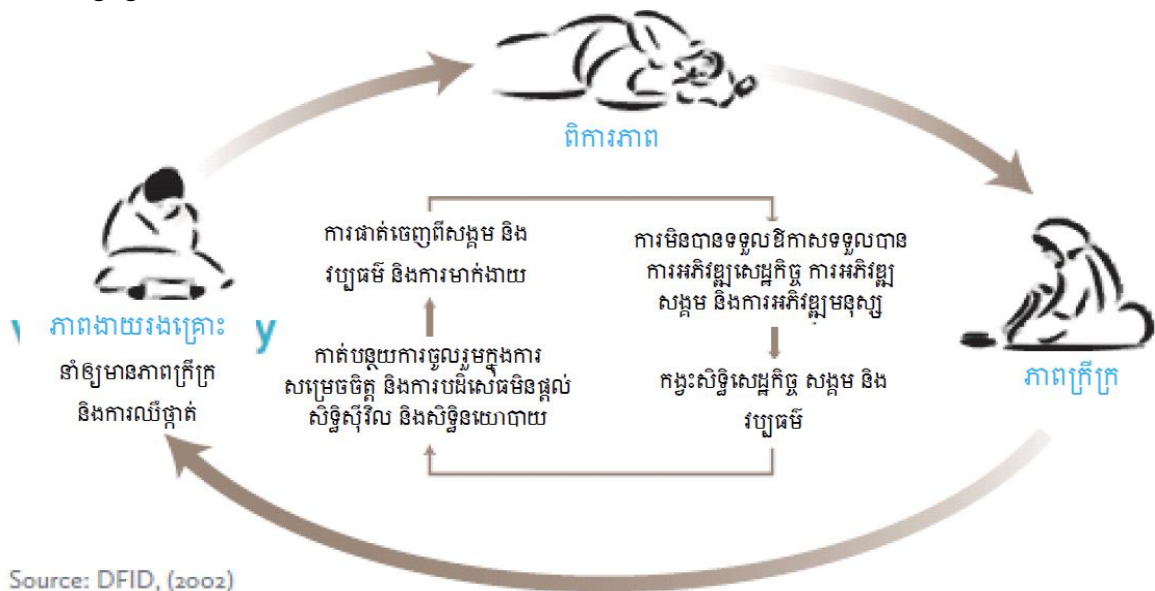 ពិការភាព
ការផាត់ចេញពីសង្គម និង
វប្បធម៌ និងការមាក់ងាយ
ការមិនបានទទួលឱកាសទទួលបាន
ការអភិវឌ្ឍសេដ្ឋកិច្ច ការអភិវឌ្ឍ
សង្គម និងការអភិវឌ្ឍមនុស្ស
ភាពងាយរងគ្រោះ
នាំឲ្យមានភាពក្រីក្រ
និងការឈឺថ្កាត់
កាត់បន្ថយការចូលរួមក្នុងការ
សម្រេចចិត្ត និងការបដិសេធមិនផ្តល់
សិទ្ធិស៊ីវិល និងសិទ្ធិនយោបាយ
កង្វះសិទ្ធិសេដ្ឋកិច្ច សង្គម និង
វប្បធម៌
ភាពក្រីក្រ
Source: DFID, (2002)